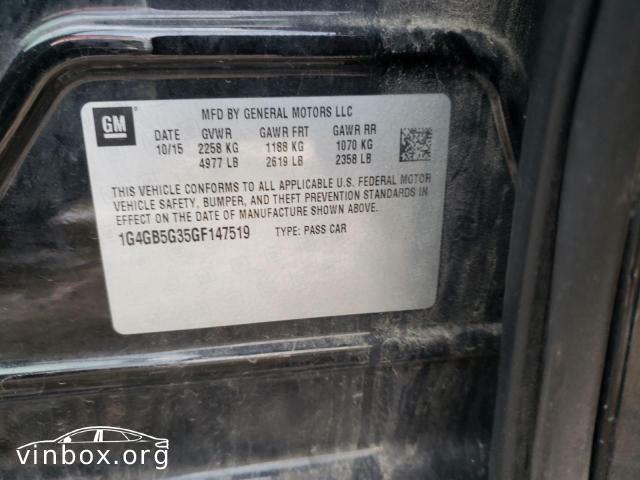 GM
MFD BY GENERAL MOTORS LLC
DATE GVWR GAWR FRT GAWR RR
10/15 2258 KG 1188 KG 1070 KG
4977 LB 2619 LB 2358 LB
THIS VEHICLE CONFORMS TO ALL APPLICABLE U.S. FEDERAL MOTOR
VEHICLE SAFETY, BUMPER, AND THEFT PREVENTION STANDARDS IN
EFFECT ON THE DATE OF MANUFACTURE SHOWN ABOVE.
1G4GB5G35GF147519 TYPE: PASS CAR
vinbox.org